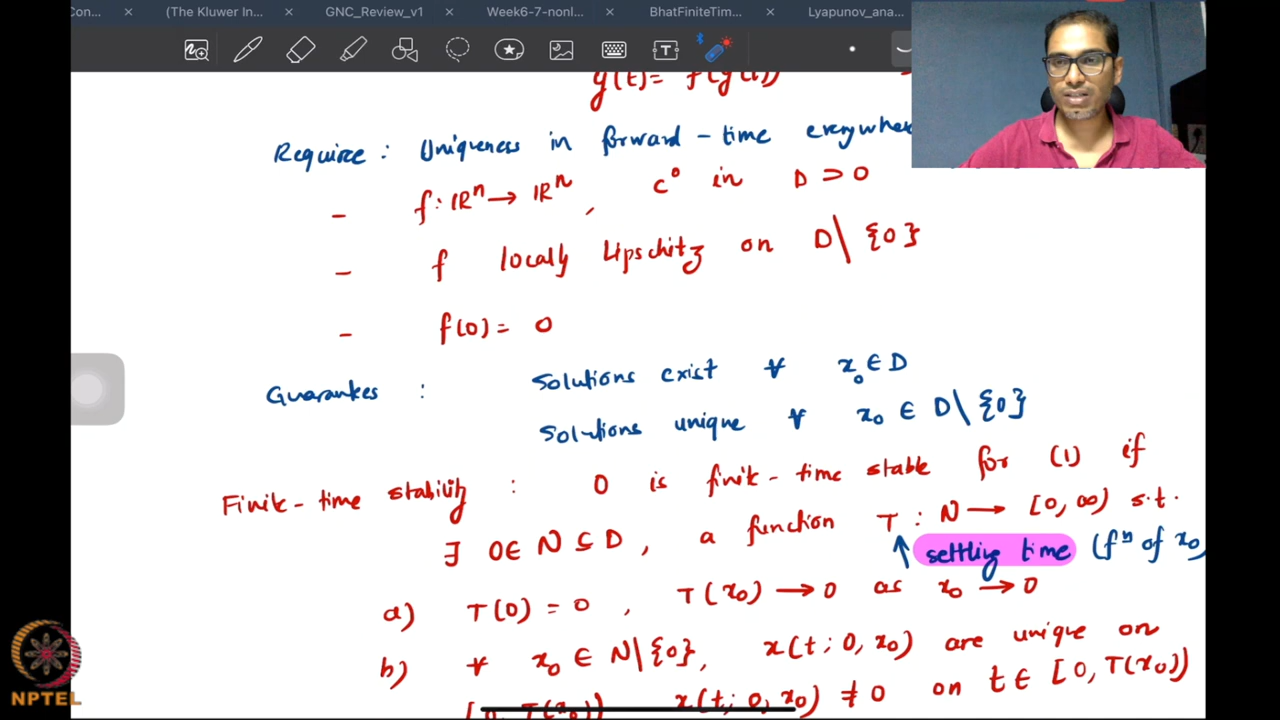 Con... (The Kluwer In... GNC_Review_v1 Week6-7-nonl... BhatFiniteTim... Lyapunov_ana...
ẏ(t) = f(y(t))
Require : Uniqueness in forward-time everywhere
- f: ℝⁿ → ℝⁿ, C⁰ in D ⊃ 0
- f locally Lipschitz on D\{0}
- f(0) = 0
Guarantees : Solutions exist ∀ x₀ ∈ D
Solutions unique ∀ x₀ ∈ D\{0}
Finite-time stability : 0 is finite-time stable for (1) if
∃ 0 ∈ N ⊆ D, a function T : N → [0, ∞) s.t.
↑ settling time (fⁿ of x₀)
a) T(0) = 0, T(x₀) → 0 as x₀ → 0
b) ∀ x₀ ∈ N\{0}, x(t; 0, x₀) are unique on
[0, T(x₀)) x(t; 0, x₀) ≠ 0 on t ∈ [0, T(x₀))
NPTEL